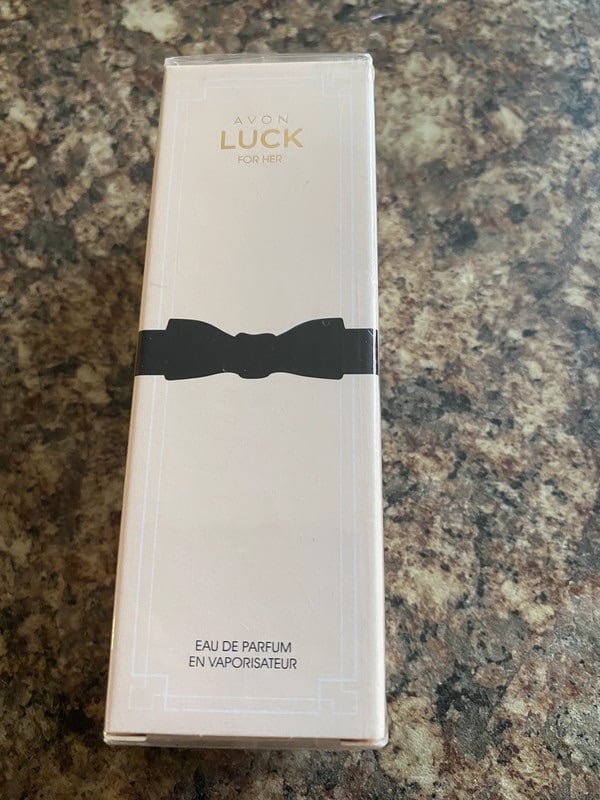 AVON
LUCK
FOR HER
EAU DE PARFUM
EN VAPORISATEUR